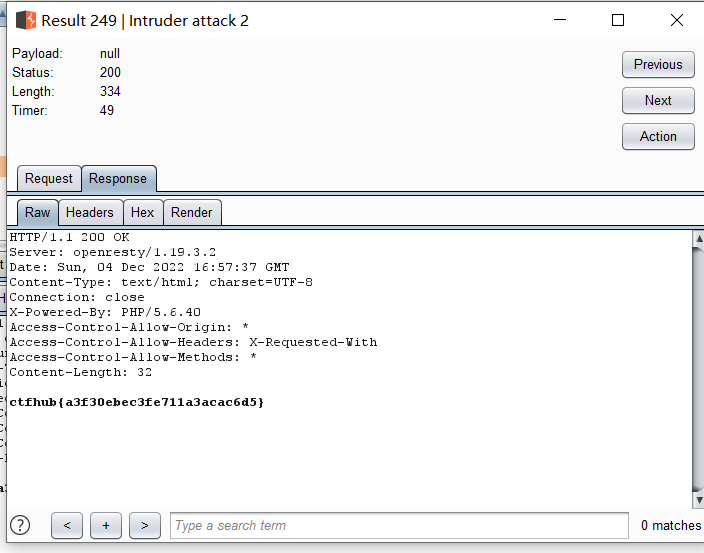 Result 249 | Intruder attack 2
Payload: null
Status: 200
Length: 334
Timer: 49
Previous
Next
Action
Request Response
Raw Headers Hex Render
HTTP/1.1 200 OK
Server: openresty/1.19.3.2
Date: Sun, 04 Dec 2022 16:57:37 GMT
Content-Type: text/html; charset=UTF-8
Connection: close
X-Powered-By: PHP/5.6.40
Access-Control-Allow-Origin: *
Access-Control-Allow-Headers: X-Requested-With
Access-Control-Allow-Methods: *
Content-Length: 32
ctfhub{a3f30ebec3fe711a3acac6d5}
? < + > Type a search term 0 matches